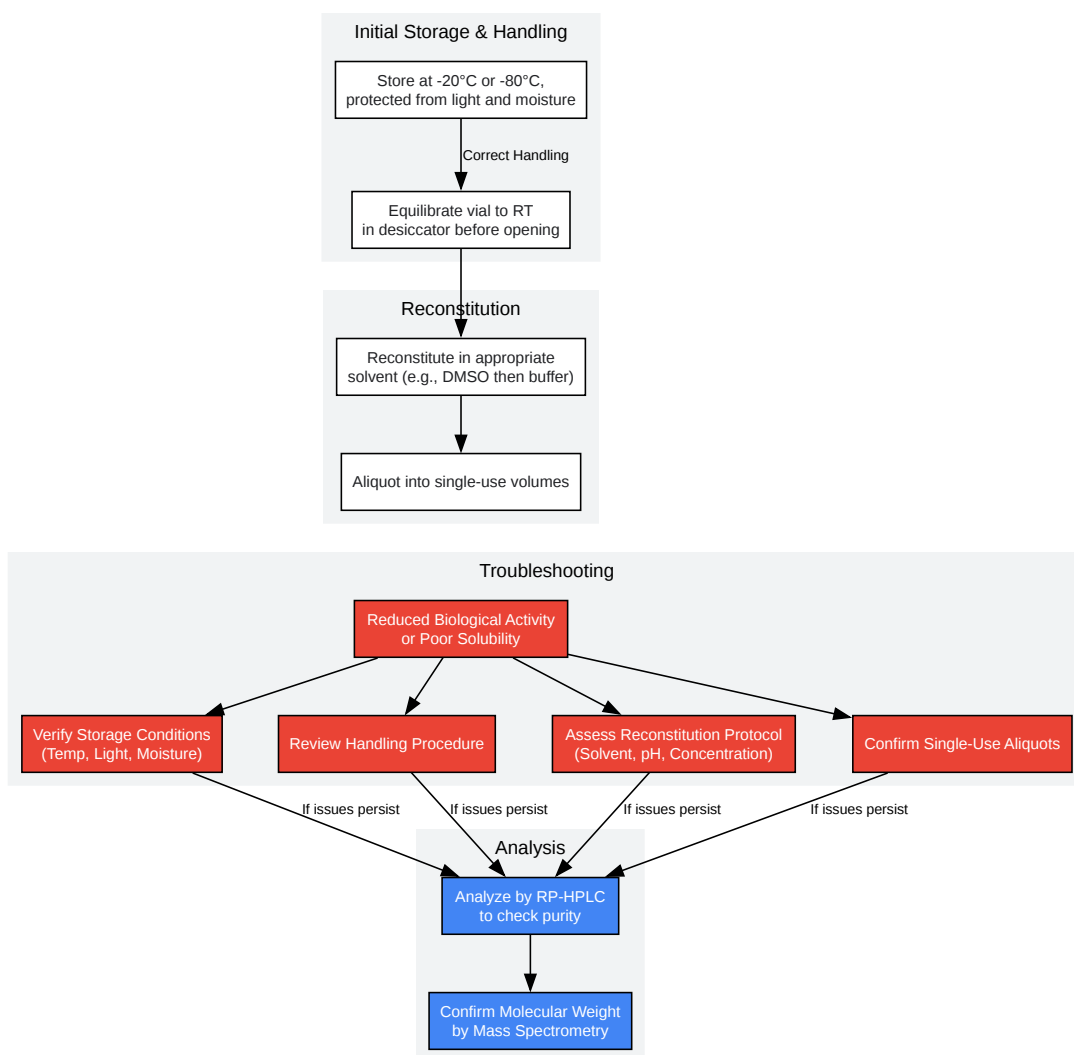 Initial Storage & Handling
Store at -20°C or -80°C,
protected from light and moisture
Correct Handling
Equilibrate vial to RT
in desiccator before opening
Reconstitution
Reconstitute in appropriate
solvent (e.g., DMSO then buffer)
Aliquot into single-use volumes
Troubleshooting
Reduced Biological Activity
or Poor Solubility
Verify Storage Conditions
(Temp, Light, Moisture)
Review Handling Procedure
Assess Reconstitution Protocol
(Solvent, pH, Concentration)
Confirm Single-Use Aliquots
If issues persist
If issues persist
If issues persist
If issues persist
Analysis
Analyze by RP-HPLC
to check purity
Confirm Molecular Weight
by Mass Spectrometry